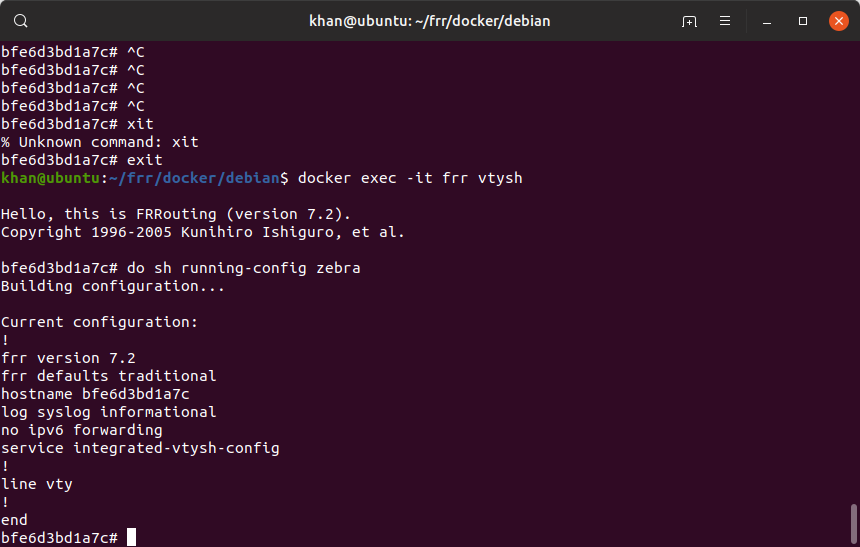 khan@ubuntu: ~/frr/docker/debian
bfe6d3bd1a7c# ^C
bfe6d3bd1a7c# ^C
bfe6d3bd1a7c# ^C
bfe6d3bd1a7c# ^C
bfe6d3bd1a7c# xit
% Unknown command: xit
bfe6d3bd1a7c# exit
khan@ubuntu:~/frr/docker/debian$ docker exec -it frr vtysh
Hello, this is FRRouting (version 7.2).
Copyright 1996-2005 Kunihiro Ishiguro, et al.
bfe6d3bd1a7c# do sh running-config zebra
Building configuration...
Current configuration:
!
frr version 7.2
frr defaults traditional
hostname bfe6d3bd1a7c
log syslog informational
no ipv6 forwarding
service integrated-vtysh-config
!
line vty
!
end
bfe6d3bd1a7c#